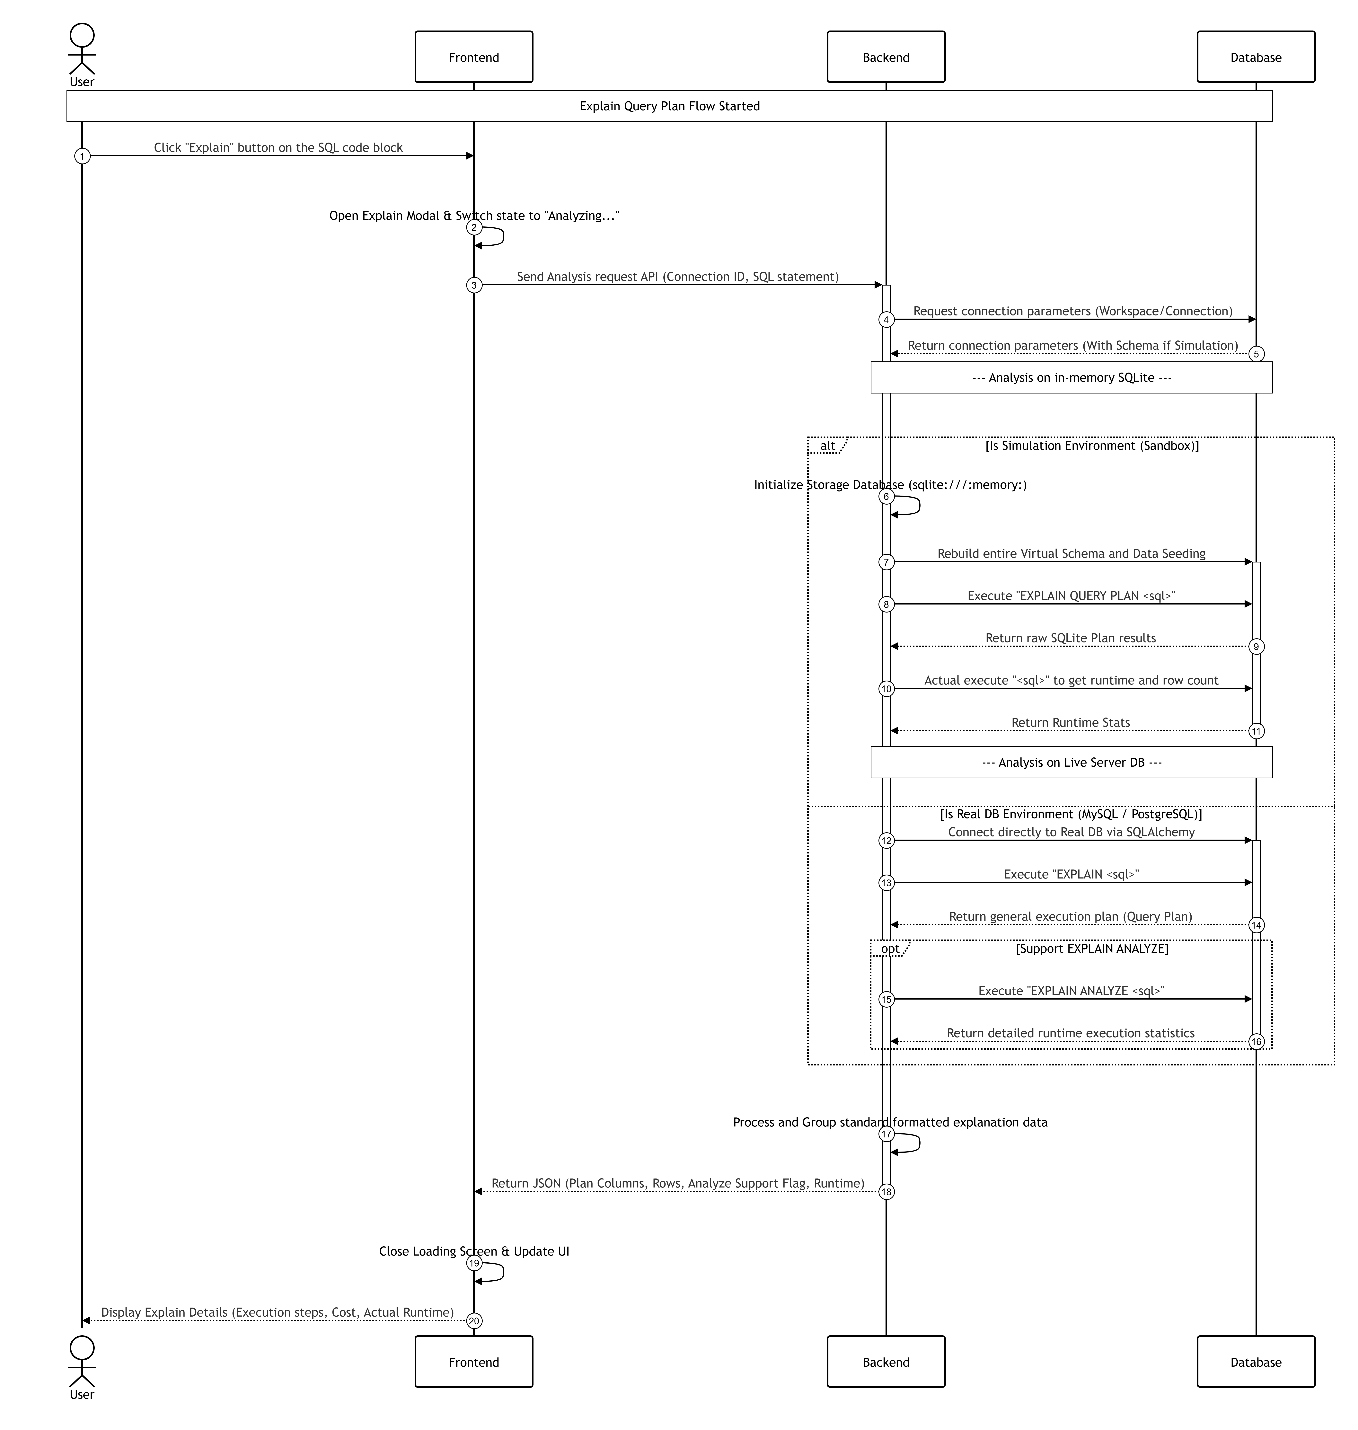 User
Frontend
Backend
Database
Explain Query Plan Flow Started
1
Click "Explain" button on the SQL code block
Open Explain Modal & Switch state to "Analyzing..."
2
3
Send Analysis request API (Connection ID, SQL statement)
4
Request connection parameters (Workspace/Connection)
Return connection parameters (With Schema if Simulation)
5
--- Analysis on in-memory SQLite ---
alt
[Is Simulation Environment (Sandbox)]
Initialize Storage Database (sqlite:///:memory:)
6
7
Rebuild entire Virtual Schema and Data Seeding
8
Execute "EXPLAIN QUERY PLAN <sql>"
Return raw SQLite Plan results
9
10
Actual execute "<sql>" to get runtime and row count
Return Runtime Stats
11
--- Analysis on Live Server DB ---
[Is Real DB Environment (MySQL / PostgreSQL)]
12
Connect directly to Real DB via SQLAlchemy
13
Execute "EXPLAIN <sql>"
Return general execution plan (Query Plan)
14
opt
[Support EXPLAIN ANALYZE]
15
Execute "EXPLAIN ANALYZE <sql>"
Return detailed runtime execution statistics
16
Process and Group standard formatted explanation data
17
Return JSON (Plan Columns, Rows, Analyze Support Flag, Runtime)
18
Close Loading Screen & Update UI
19
Display Explain Details (Execution steps, Cost, Actual Runtime)
20
User
Frontend
Backend
Database